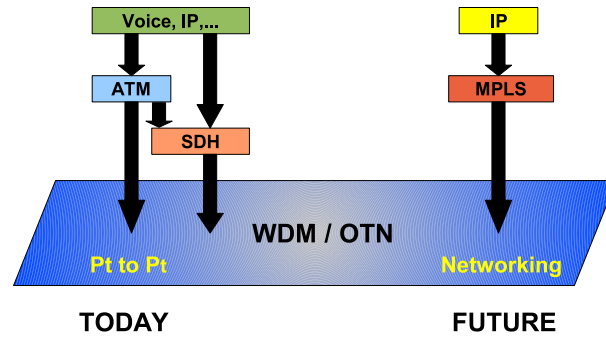 Voice, IP,...
IP
ATM
MPLS
SDH
WDM / OTN
Pt to Pt
Networking
TODAY
FUTURE